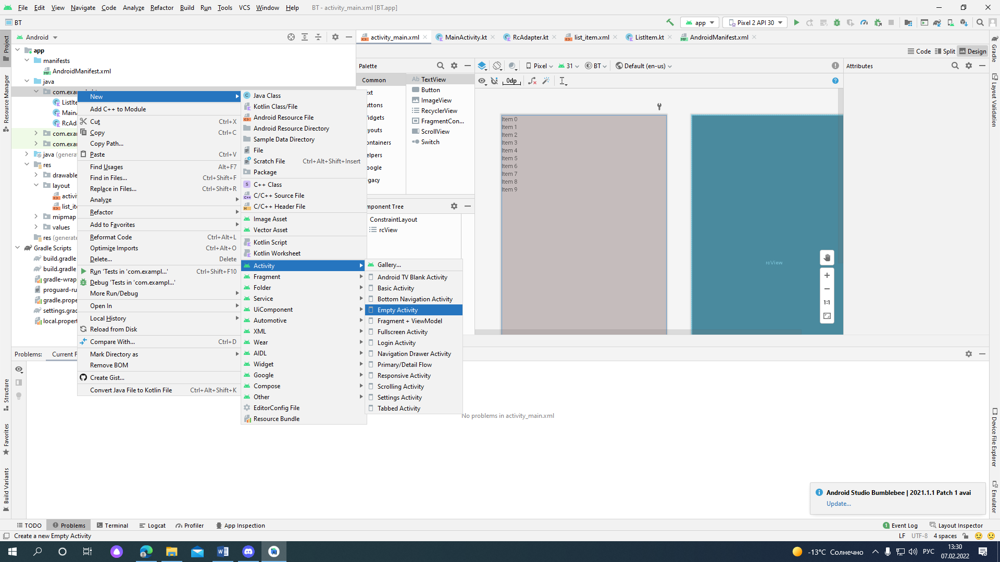 File Edit View Navigate Code Analyze Refactor Build Run Tools VCS Window Help BT - activity_main.xml [BT.app]
BT
app
Pixel 2 API 30
Project
Resource Manager
Structure
Favorites
Build Variants
Android
app
manifests
AndroidManifest.xml
java
com.exam
ListIte
Main
RcAda
com.exar
com.exar
java (genera
res
drawable
layout
activi
list_ite
mipmap
values
res (generate
Gradle Scripts
build.gradle
build.gradle
gradle-wrap
proguard-ru
gradle.prope
settings.grad
local.propert
New
Add C++ to Module
Cut Ctrl+X
Copy Ctrl+C
Copy Path...
Paste Ctrl+V
Find Usages Alt+F7
Find in Files... Ctrl+Shift+F
Replace in Files... Ctrl+Shift+R
Analyze
Refactor
Add to Favorites
Reformat Code Ctrl+Alt+L
Optimize Imports Ctrl+Alt+O
Delete... Delete
Run 'Tests in 'com.exampl...' Ctrl+Shift+F10
Debug 'Tests in 'com.exampl...'
More Run/Debug
Open In
Local History
Reload from Disk
Compare With... Ctrl+D
Mark Directory as
Remove BOM
Create Gist...
Convert Java File to Kotlin File Ctrl+Alt+Shift+K
Java Class
Kotlin Class/File
Android Resource File
Android Resource Directory
Sample Data Directory
File
Scratch File Ctrl+Alt+Shift+Insert
Package
C++ Class
C/C++ Source File
C/C++ Header File
Image Asset
Vector Asset
Kotlin Script
Kotlin Worksheet
Activity
Fragment
Folder
Service
UiComponent
Automotive
XML
Wear
AIDL
Widget
Google
Compose
Other
EditorConfig File
Resource Bundle
Gallery...
Android TV Blank Activity
Basic Activity
Bottom Navigation Activity
Empty Activity
Fragment + ViewModel
Fullscreen Activity
Login Activity
Navigation Drawer Activity
Primary/Detail Flow
Responsive Activity
Scrolling Activity
Settings Activity
Tabbed Activity
activity_main.xml MainActivity.kt RcAdapter.kt list_item.xml ListItem.kt AndroidManifest.xml
Code Split Design
Palette
Common
ext
uttons
idgets
youts
ontainers
elpers
oogle
gacy
Ab TextView
Button
ImageView
RecyclerView
FragmentCon...
ScrollView
Switch
mponent Tree
ConstraintLayout
rcView
Pixel 31 BT Default (en-us)
0dp
Item 0
Item 1
Item 2
Item 3
Item 4
Item 5
Item 6
Item 7
Item 8
Item 9
rcView
1:1
Attributes
Gradle
Layout Validation
Device File Explorer
Emulator
Problems: Current F
No problems in activity_main.xml
Android Studio Bumblebee | 2021.1.1 Patch 1 avai
Update...
TODO Problems Terminal Logcat Profiler App Inspection
1 Event Log Layout Inspector
Create a new Empty Activity
LF UTF-8 4 spaces
-13°C Солнечно
РУС
13:30
07.02.2022